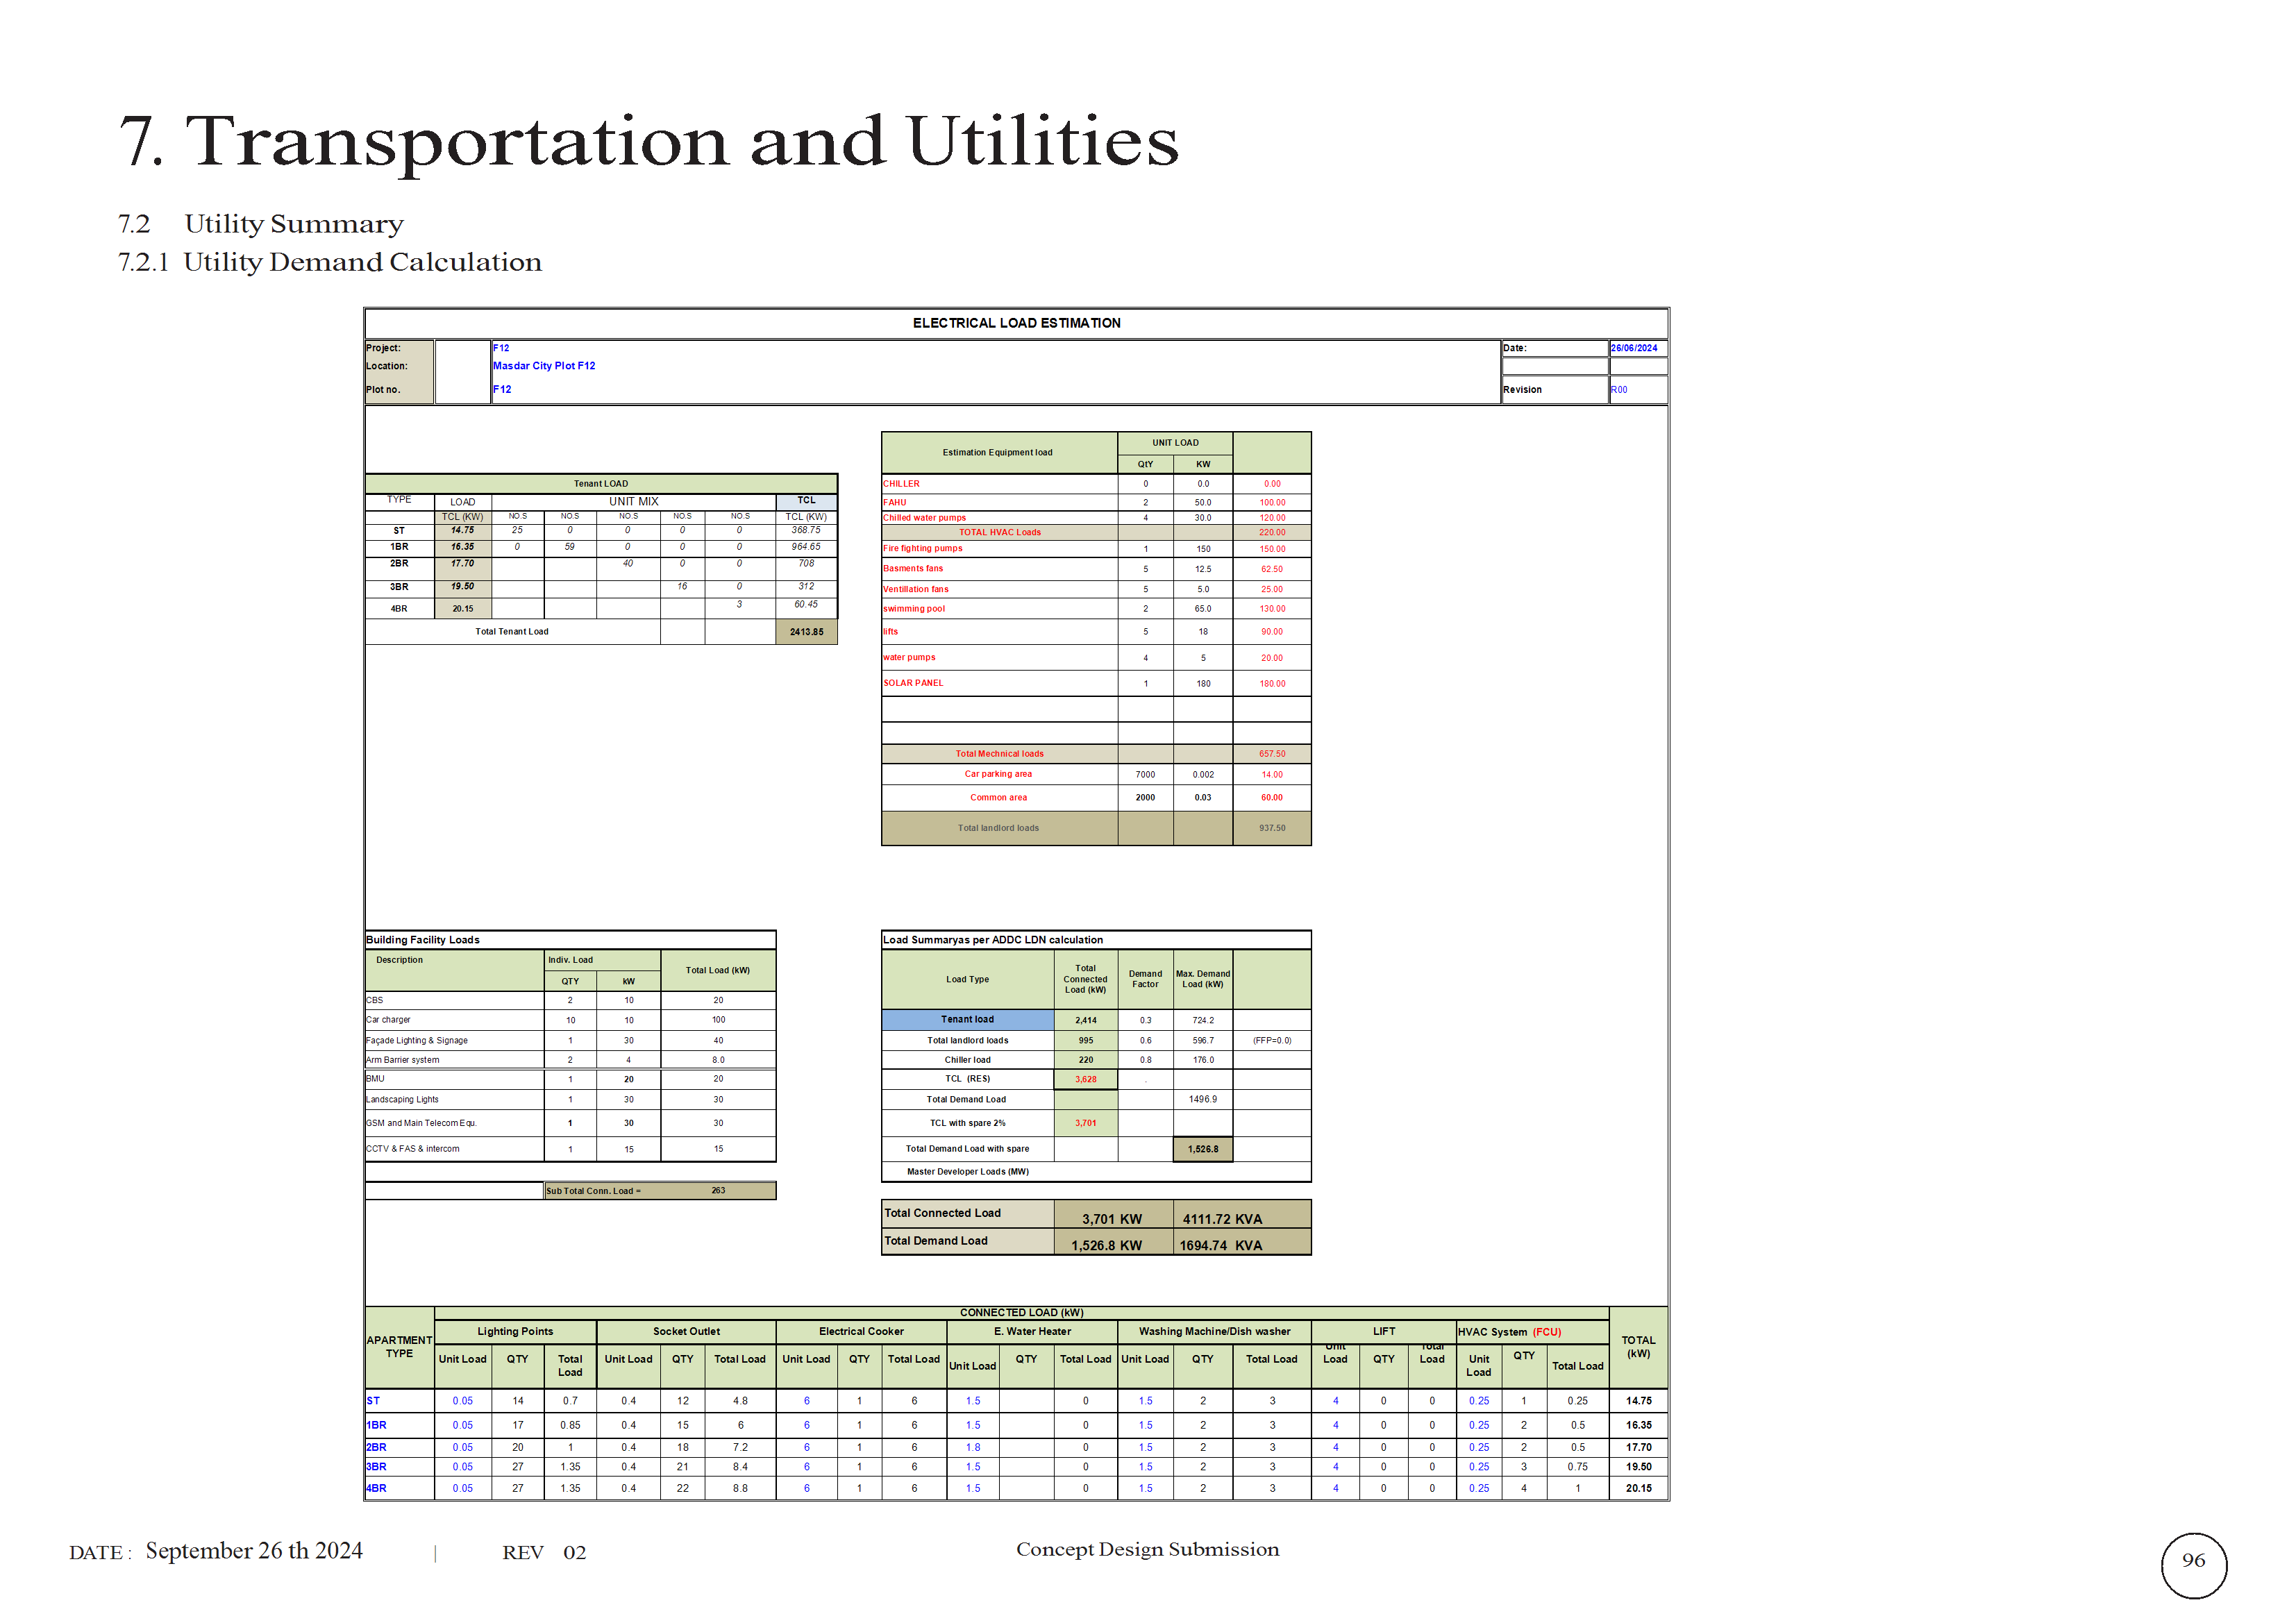 7. Transportation and Utilities
7.2 Utility Summary
7.2.1 Utility Demand Calculation
ELECTRICAL LOAD ESTIMATION
Project: F12 Date: 26/06/2024
Location: Masdar City Plot F12
Plot no. F12 Revision R00
Tenant LOAD
TYPE LOAD UNIT MIX TCL
TCL (KW) NO.S NO.S NO.S NO.S NO.S TCL (KW)
ST 14.75 25 0 0 0 0 368.75
1BR 16.35 0 59 0 0 0 964.65
2BR 17.70 40 0 0 708
3BR 19.50 16 0 312
4BR 20.15 3 60.45
Total Tenant Load 2413.85
Estimation Equipment load UNIT LOAD
QtY KW
CHILLER 0 0.0 0.00
FAHU 2 50.0 100.00
Chilled water pumps 4 30.0 120.00
TOTAL HVAC Loads 220.00
Fire fighting pumps 1 150 150.00
Basments fans 5 12.5 62.50
Ventillation fans 5 5.0 25.00
swimming pool 2 65.0 130.00
lifts 5 18 90.00
water pumps 4 5 20.00
SOLAR PANEL 1 180 180.00
Total Mechnical loads 657.50
Car parking area 7000 0.002 14.00
Common area 2000 0.03 60.00
Total landlord loads 937.50
Building Facility Loads
Description Indiv. Load Total Load (kW)
QTY kW
CBS 2 10 20
Car charger 10 10 100
Façade Lighting & Signage 1 30 40
Arm Barrier system 2 4 8.0
BMU 1 20 20
Landscaping Lights 1 30 30
GSM and Main Telecom Equ. 1 30 30
CCTV & FAS & intercom 1 15 15
Sub Total Conn. Load = 263
Load Summaryas per ADDC LDN calculation
Load Type Total Connected Load (kW) Demand Factor Max. Demand Load (kW)
Tenant load 2,414 0.3 724.2
Total landlord loads 995 0.6 596.7 (FFP=0.0)
Chiller load 220 0.8 176.0
TCL (RES) 3,628 .
Total Demand Load 1496.9
TCL with spare 2% 3,701
Total Demand Load with spare 1,526.8
Master Developer Loads (MW)
Total Connected Load 3,701 KW 4111.72 KVA
Total Demand Load 1,526.8 KW 1694.74 KVA
CONNECTED LOAD (kW)
APARTMENT TYPE Lighting Points Socket Outlet Electrical Cooker E. Water Heater Washing Machine/Dish washer LIFT HVAC System (FCU) TOTAL (kW)
Unit Load QTY Total Load Unit Load QTY Total Load Unit Load QTY Total Load Unit Load QTY Total Load Unit Load QTY Total Load Unit Load QTY Total Load Unit Load QTY Total Load
ST 0.05 14 0.7 0.4 12 4.8 6 1 6 1.5 0 1.5 2 3 4 0 0 0.25 1 0.25 14.75
1BR 0.05 17 0.85 0.4 15 6 6 1 6 1.5 0 1.5 2 3 4 0 0 0.25 2 0.5 16.35
2BR 0.05 20 1 0.4 18 7.2 6 1 6 1.8 0 1.5 2 3 4 0 0 0.25 2 0.5 17.70
3BR 0.05 27 1.35 0.4 21 8.4 6 1 6 1.5 0 1.5 2 3 4 0 0 0.25 3 0.75 19.50
4BR 0.05 27 1.35 0.4 22 8.8 6 1 6 1.5 0 1.5 2 3 4 0 0 0.25 4 1 20.15
DATE : September 26 th 2024 | REV 02 Concept Design Submission 96